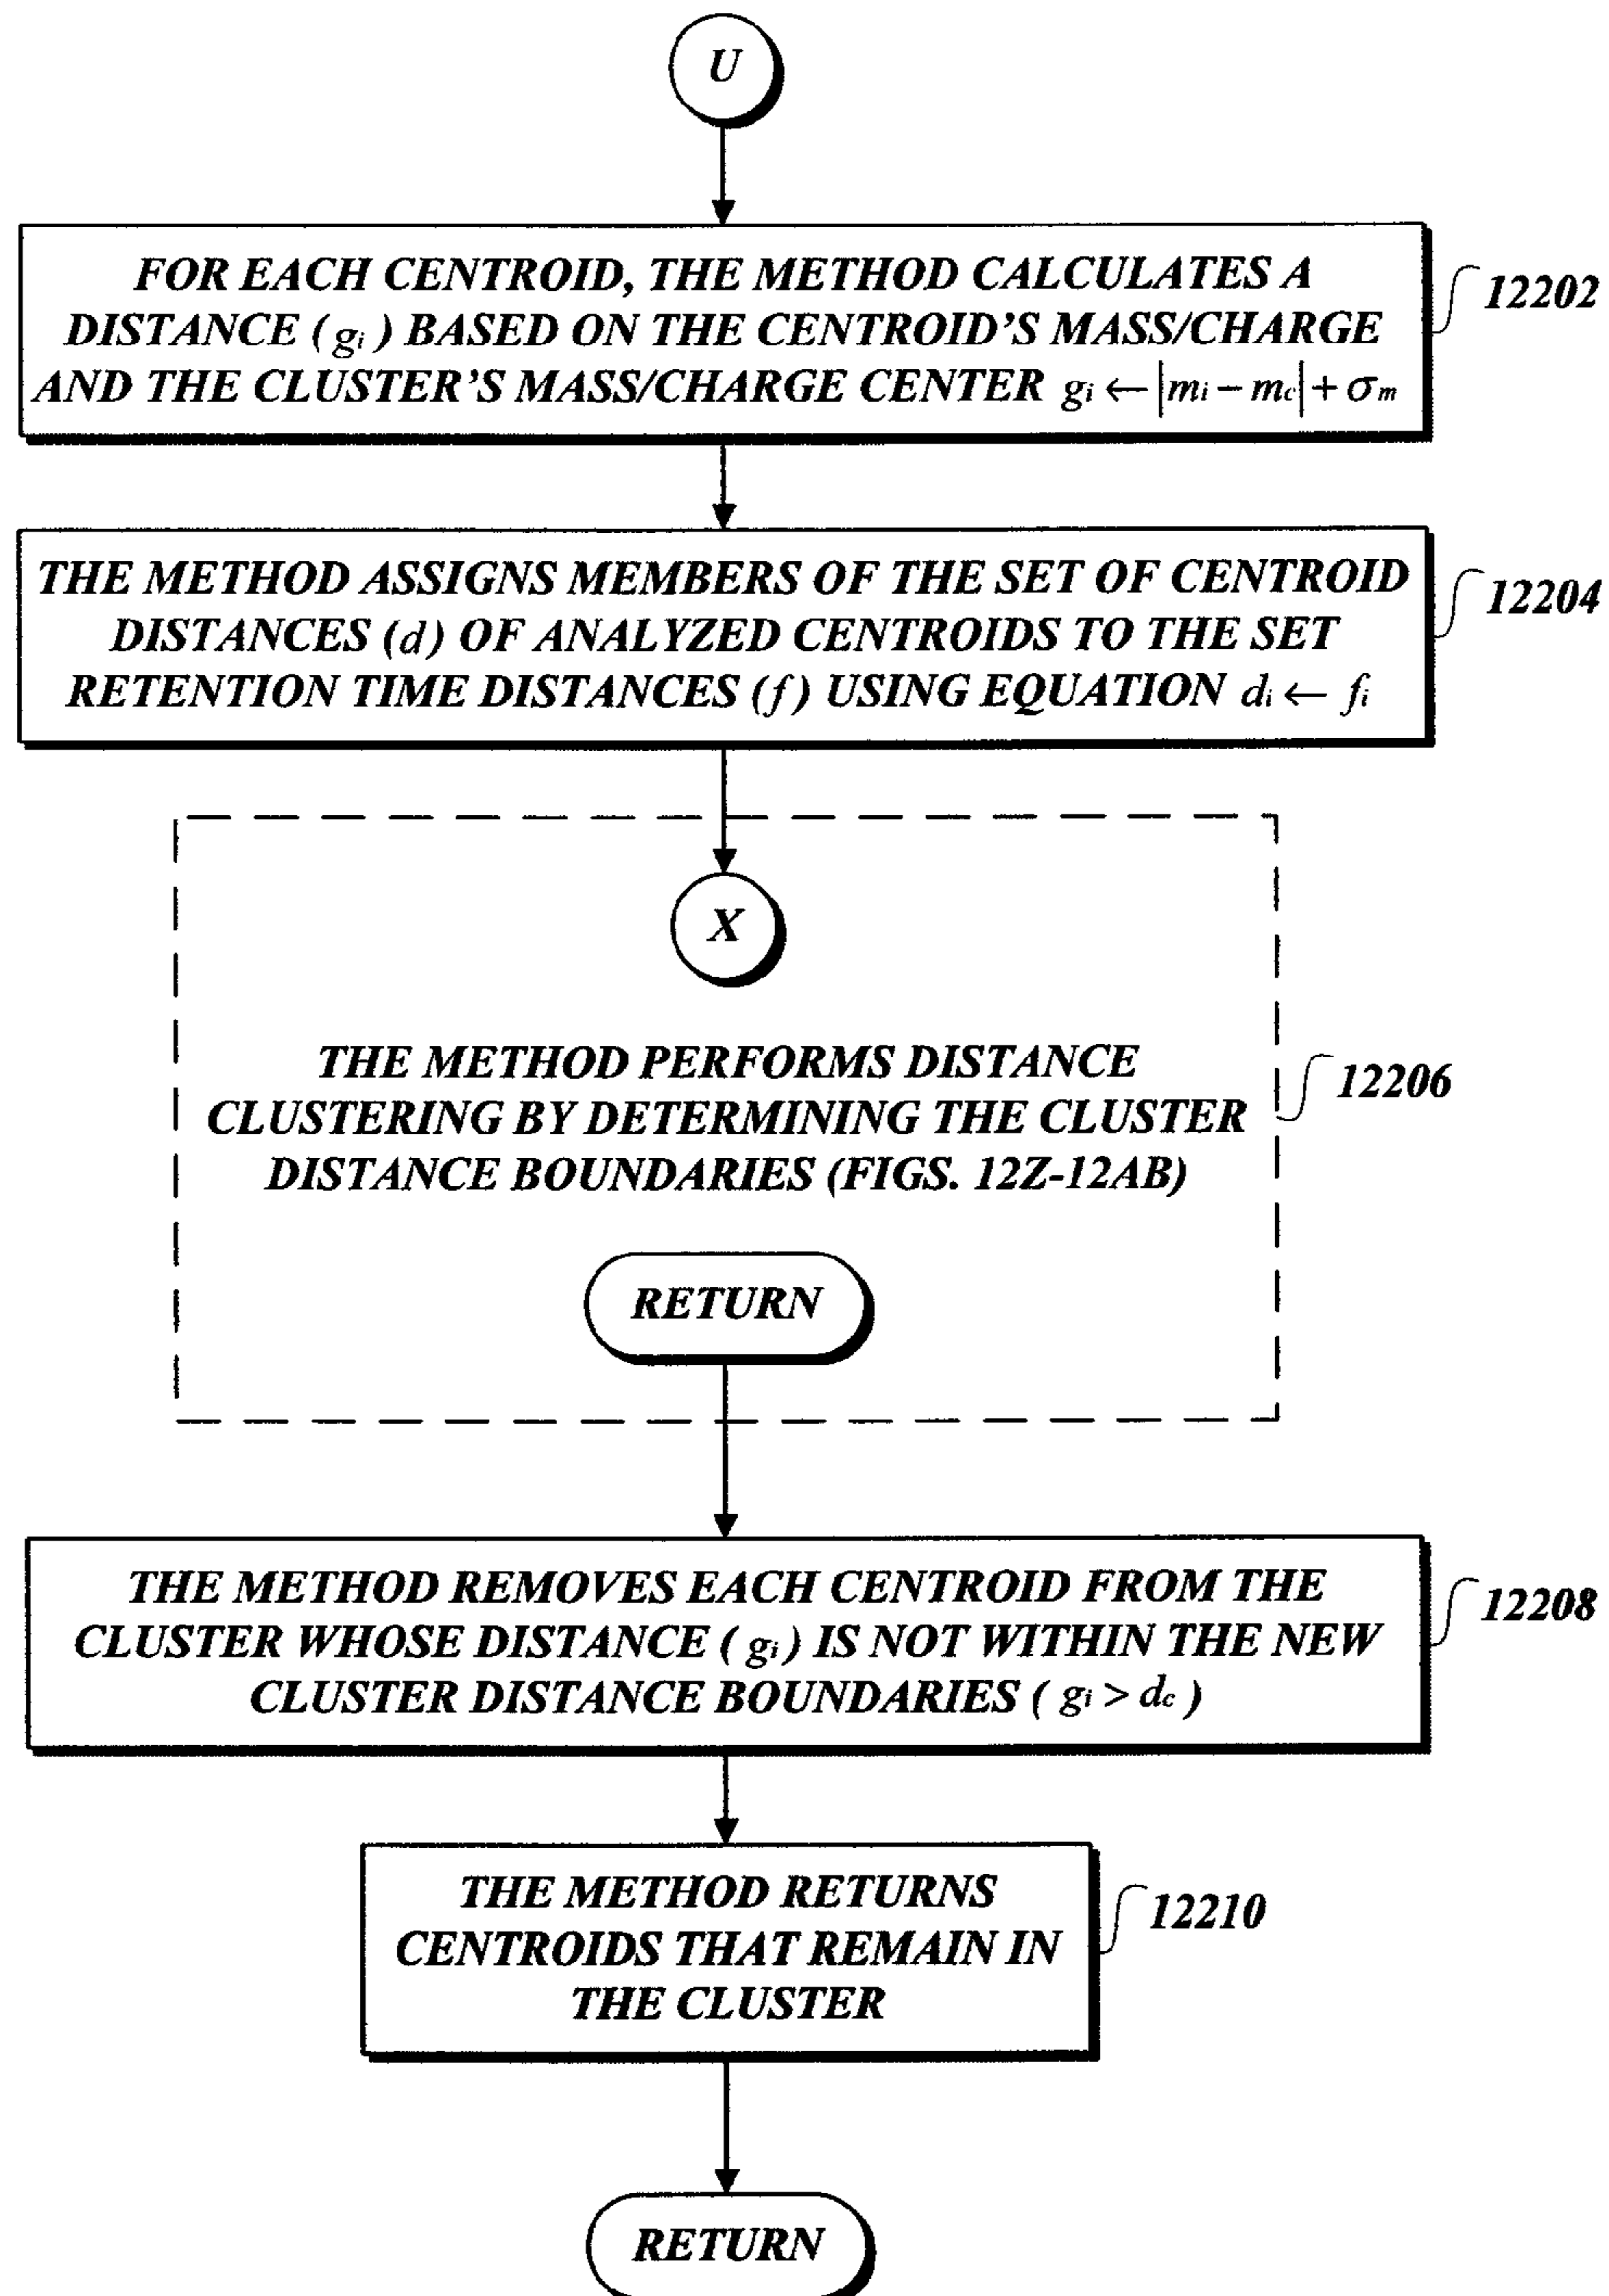 U
FOR EACH CENTROID, THE METHOD CALCULATES A
DISTANCE (gᵢ) BASED ON THE CENTROID'S MASS/CHARGE
AND THE CLUSTER'S MASS/CHARGE CENTER gᵢ ← |mᵢ − m_c| + σₘ
12202
THE METHOD ASSIGNS MEMBERS OF THE SET OF CENTROID
DISTANCES (d) OF ANALYZED CENTROIDS TO THE SET
RETENTION TIME DISTANCES (f) USING EQUATION dᵢ ← fᵢ
12204
X
THE METHOD PERFORMS DISTANCE
CLUSTERING BY DETERMINING THE CLUSTER
DISTANCE BOUNDARIES (FIGS. 12Z-12AB)
12206
RETURN
THE METHOD REMOVES EACH CENTROID FROM THE
CLUSTER WHOSE DISTANCE (gᵢ) IS NOT WITHIN THE NEW
CLUSTER DISTANCE BOUNDARIES (gᵢ > d_c)
12208
THE METHOD RETURNS
CENTROIDS THAT REMAIN IN
THE CLUSTER
12210
RETURN